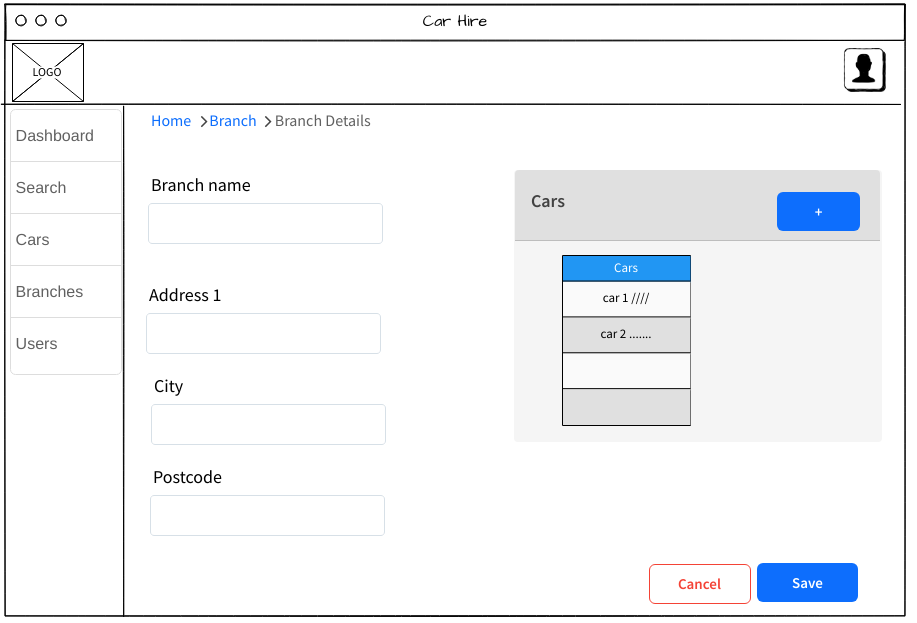 Car Hire
LOGO
Dashboard
Search
Cars
Branches
Users
Home > Branch > Branch Details
Branch name
Address 1
City
Postcode
Cars
+
Cars
car 1 ////
car 2 .......
Cancel
Save